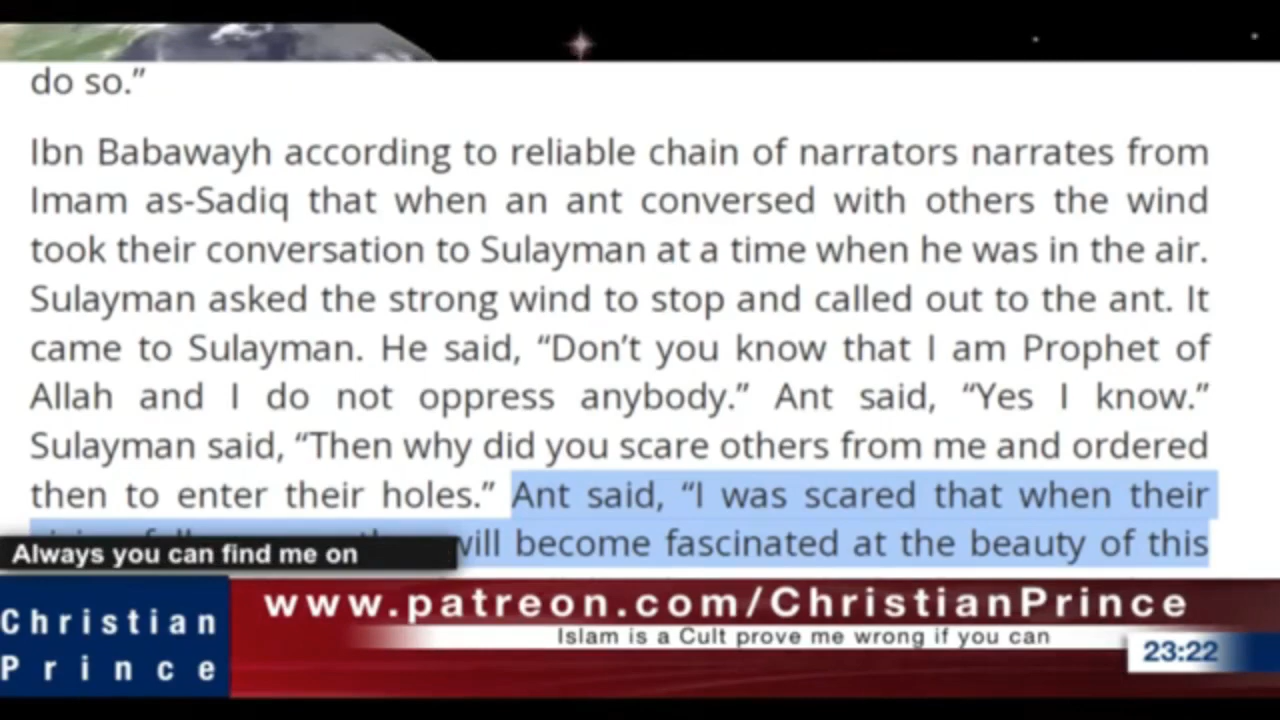 do so.”
Ibn Babawayh according to reliable chain of narrators narrates from
Imam as-Sadiq that when an ant conversed with others the wind
took their conversation to Sulayman at a time when he was in the air.
Sulayman asked the strong wind to stop and called out to the ant. It
came to Sulayman. He said, “Don’t you know that I am Prophet of
Allah and I do not oppress anybody.” Ant said, “Yes I know.”
Sulayman said, “Then why did you scare others from me and ordered
then to enter their holes.” Ant said, “I was scared that when their
will become fascinated at the beauty of this
Always you can find me on
www.patreon.com/ChristianPrince
Christian
Prince
Islam is a Cult prove me wrong if you can
23:22